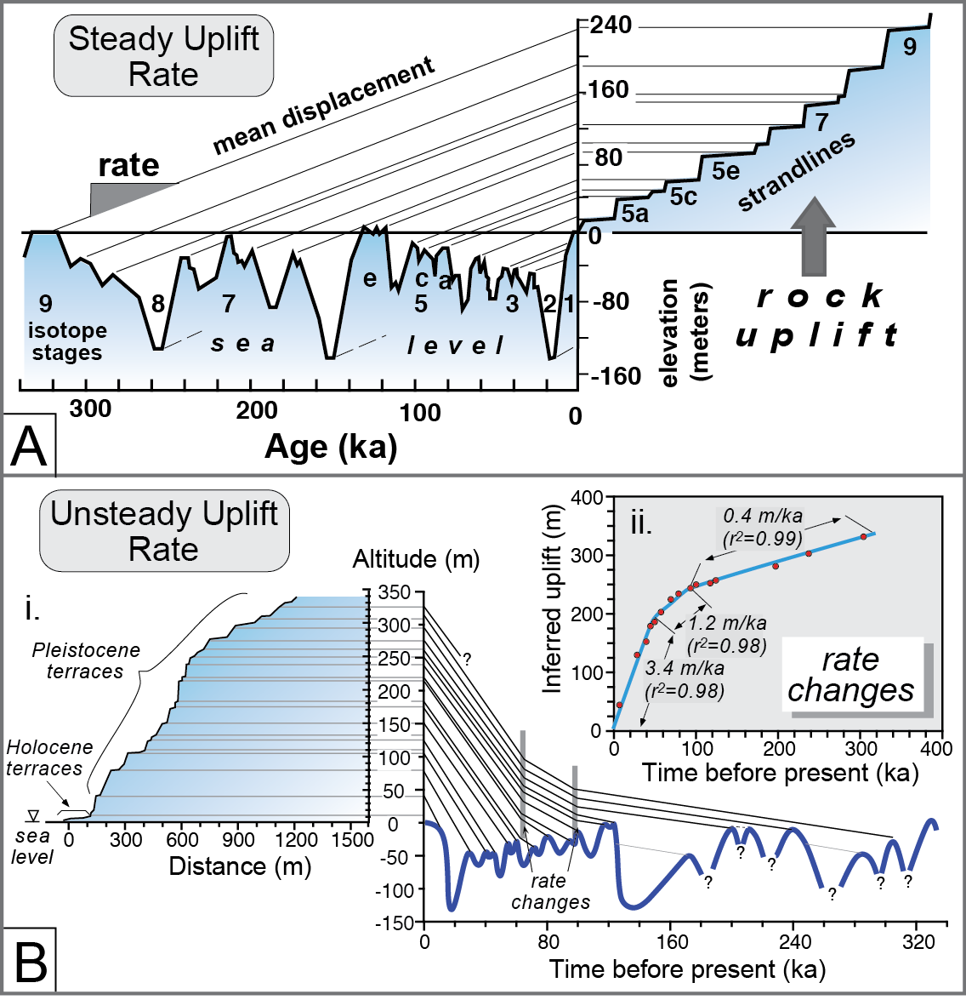 Steady Uplift
Rate
mean displacement
rate
240
160
80
0
-80
-160
elevation
(meters)
9
7
5e
5c
5a
strandlines
rock
uplift
9
isotope
stages
8
7
sea
e
c
a
5
level
3
2
1
300
200
100
0
Age (ka)
A
Unsteady Uplift
Rate
i.
Pleistocene
terraces
Holocene
terraces
sea
level
0
300
600
900
1200
1500
Distance (m)
Altitude (m)
350
300
250
200
150
100
50
0
-50
-100
-150
?
rate
changes
?
?
?
?
?
?
0
80
160
240
320
Time before present (ka)
ii.
Inferred uplift (m)
400
300
200
100
0
0.4 m/ka
(r²=0.99)
1.2 m/ka
(r²=0.98)
3.4 m/ka
(r²=0.98)
rate
changes
0
100
200
300
400
Time before present (ka)
B